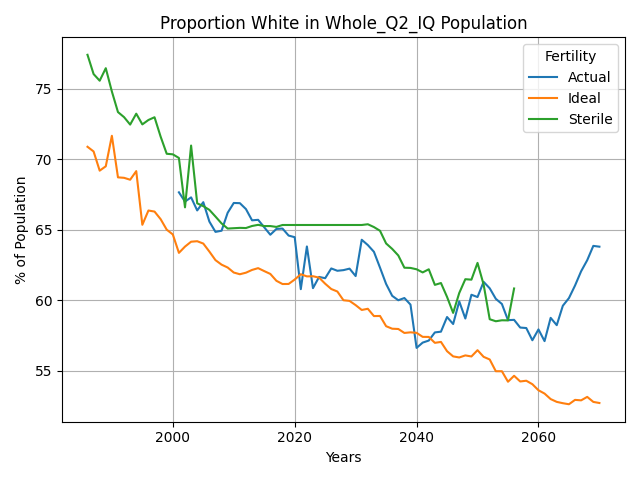 Proportion White in Whole_Q2_IQ Population
Fertility
Actual
Ideal
Sterile
% of Population
75
70
65
60
55
2000
2020
2040
2060
Years